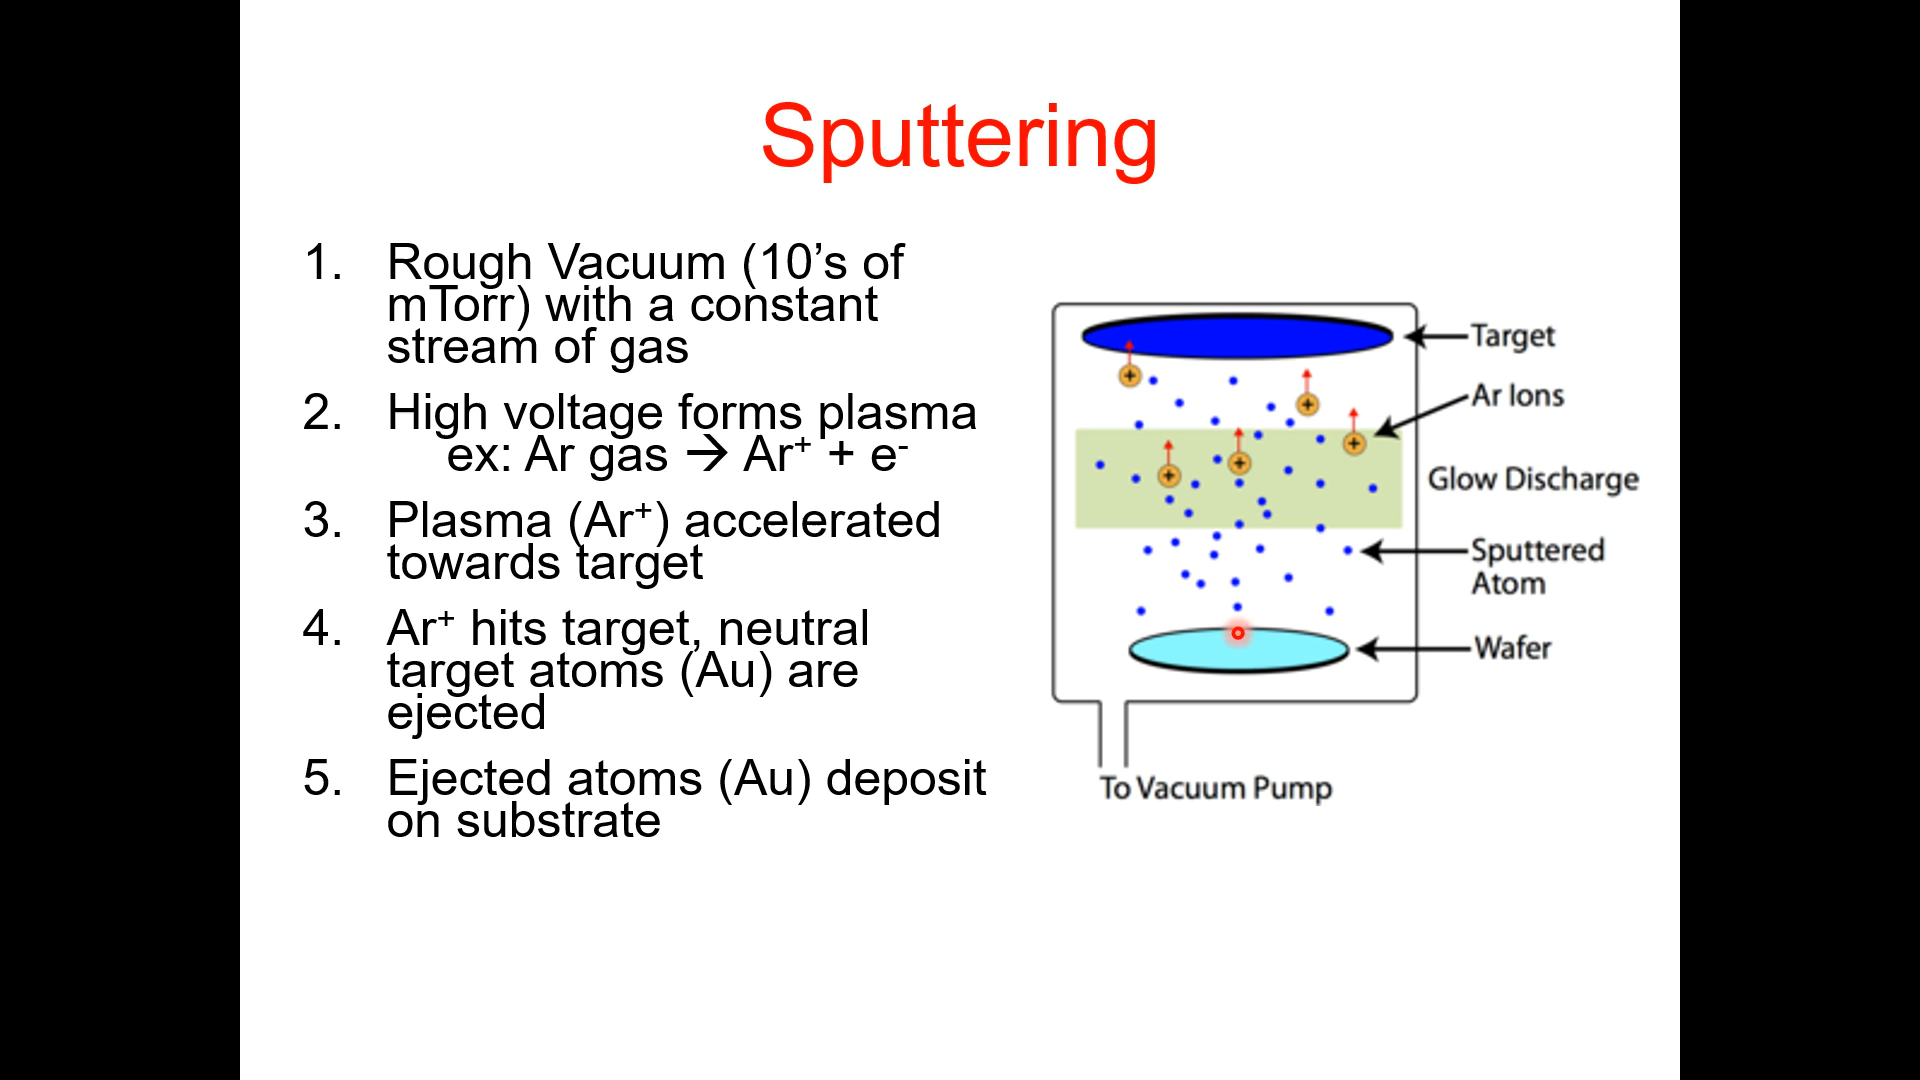 Sputtering
1. Rough Vacuum (10’s of
mTorr) with a constant
stream of gas
2. High voltage forms plasma
ex: Ar gas → Ar⁺ + e⁻
3. Plasma (Ar⁺) accelerated
towards target
4. Ar⁺ hits target, neutral
target atoms (Au) are
ejected
5. Ejected atoms (Au) deposit
on substrate
Target
Ar Ions
Glow Discharge
Sputtered
Atom
Wafer
To Vacuum Pump
+
+
+
+
+